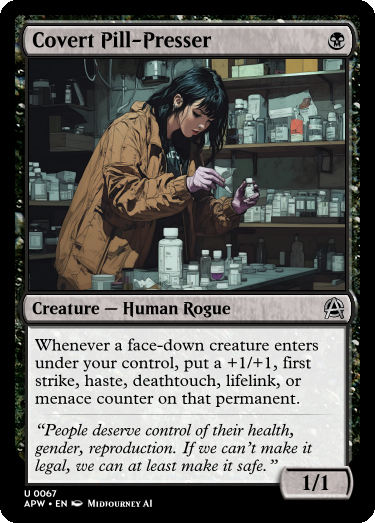 Covert Pill-Presser
Creature — Human Rogue
Whenever a face-down creature enters
under your control, put a +1/+1, first
strike, haste, deathtouch, lifelink, or
menace counter on that permanent.
“People deserve control of their health,
gender, reproduction. If we can’t make it
legal, we can at least make it safe.”
1/1
U 0067
APW • EN Midjourney AI